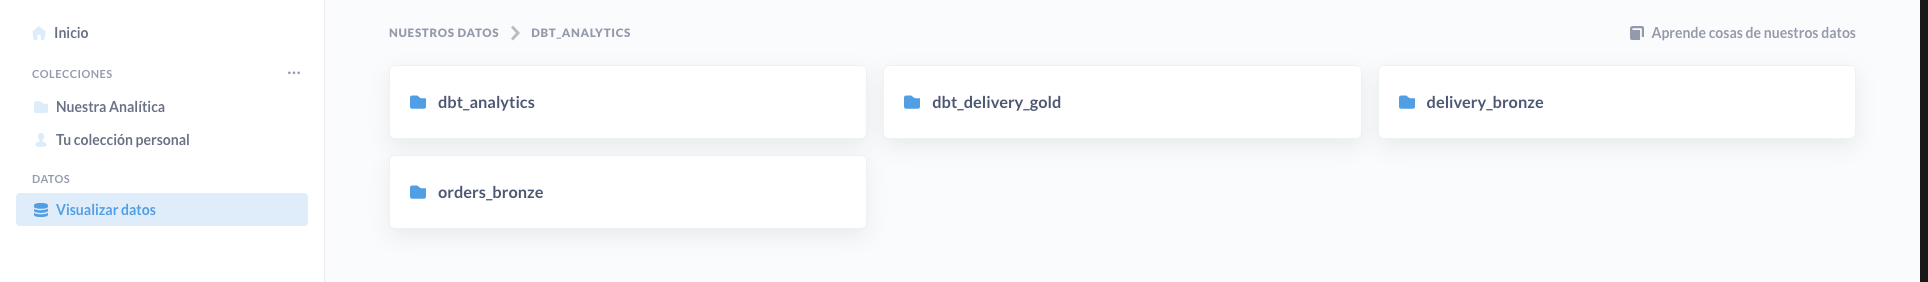 Inicio
COLECCIONES
Nuestra Analítica
Tu colección personal
DATOS
Visualizar datos
NUESTROS DATOS DBT_ANALYTICS
Aprende cosas de nuestros datos
dbt_analytics
dbt_delivery_gold
delivery_bronze
orders_bronze